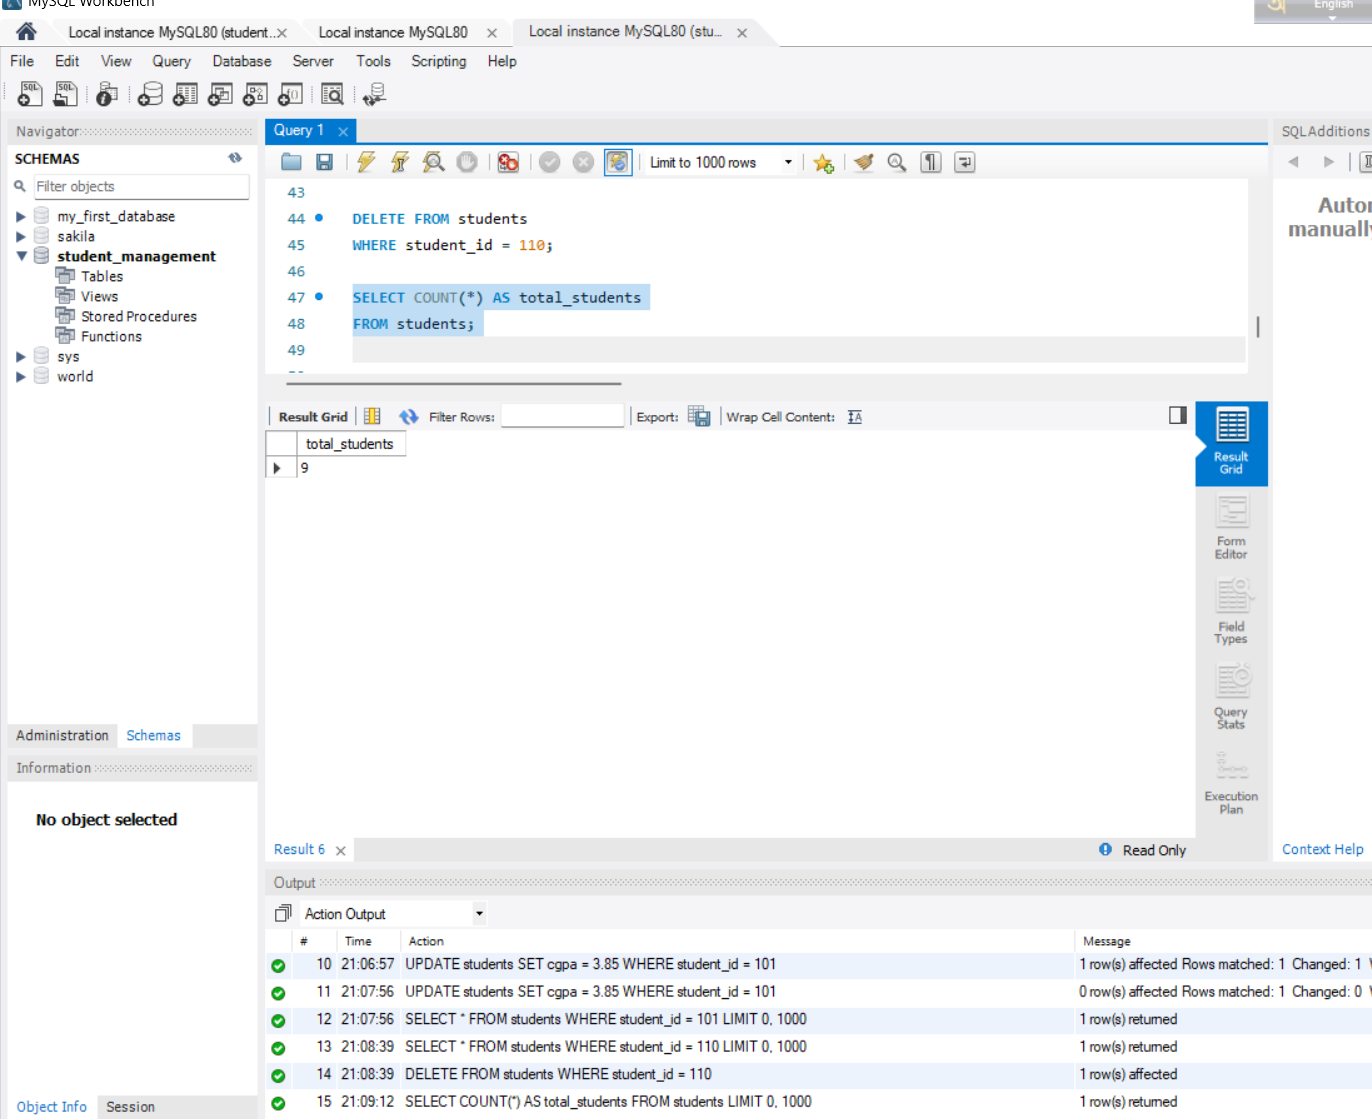 MySQL Workbench
English
Local instance MySQL80 (student...
Local instance MySQL80
Local instance MySQL80 (stu...
File Edit View Query Database Server Tools Scripting Help
Navigator
SCHEMAS
Filter objects
my_first_database
sakila
student_management
Tables
Views
Stored Procedures
Functions
sys
world
Administration Schemas
Information
No object selected
Object Info Session
Query 1
Limit to 1000 rows
43
44 DELETE FROM students
45 WHERE student_id = 110;
46
47 SELECT COUNT(*) AS total_students
48 FROM students;
49
Result Grid Filter Rows: Export: Wrap Cell Content:
total_students
9
Result Grid
Form Editor
Field Types
Query Stats
Execution Plan
Result 6
Read Only
SQLAdditions
Context Help
Output
Action Output
# Time Action Message
10 21:06:57 UPDATE students SET cgpa = 3.85 WHERE student_id = 101 1 row(s) affected Rows matched: 1 Changed: 1
11 21:07:56 UPDATE students SET cgpa = 3.85 WHERE student_id = 101 0 row(s) affected Rows matched: 1 Changed: 0
12 21:07:56 SELECT * FROM students WHERE student_id = 101 LIMIT 0, 1000 1 row(s) returned
13 21:08:39 SELECT * FROM students WHERE student_id = 110 LIMIT 0, 1000 1 row(s) returned
14 21:08:39 DELETE FROM students WHERE student_id = 110 1 row(s) affected
15 21:09:12 SELECT COUNT(*) AS total_students FROM students LIMIT 0, 1000 1 row(s) returned